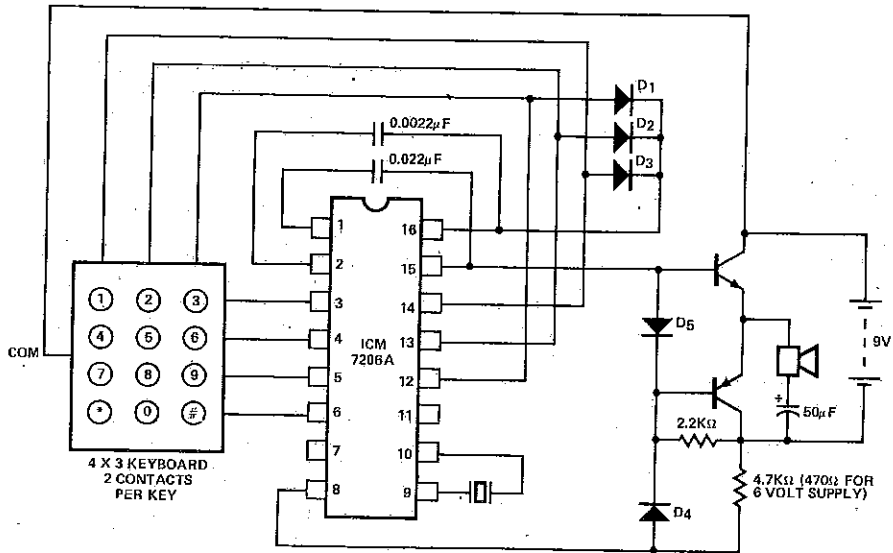 D1
0.0022μF
D2
0.022μF
D3
1 16
2 15
3 14
4 13
5 12
6 11
7 10
8 9
ICM
7206A
1 2 3
4 5 6
7 8 9
* 0 #
COM
4 X 3 KEYBOARD
2 CONTACTS
PER KEY
D5
9V
+
50μF
2.2KΩ
4.7KΩ (470Ω FOR
6 VOLT SUPPLY)
D4